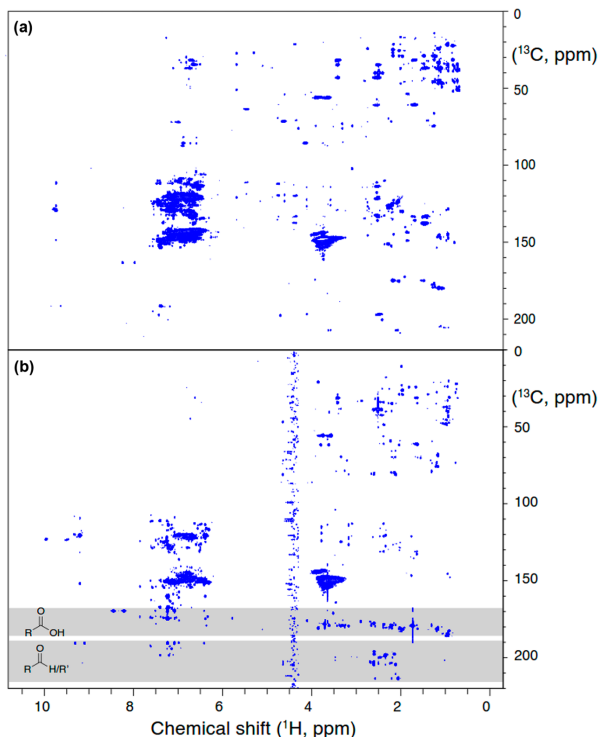 (a)
0
(¹³C, ppm)
50
100
150
200
(b)
0
(¹³C, ppm)
50
100
150
O
R OH
O
R H/R'
200
10 8 6 4 2 0
Chemical shift (¹H, ppm)